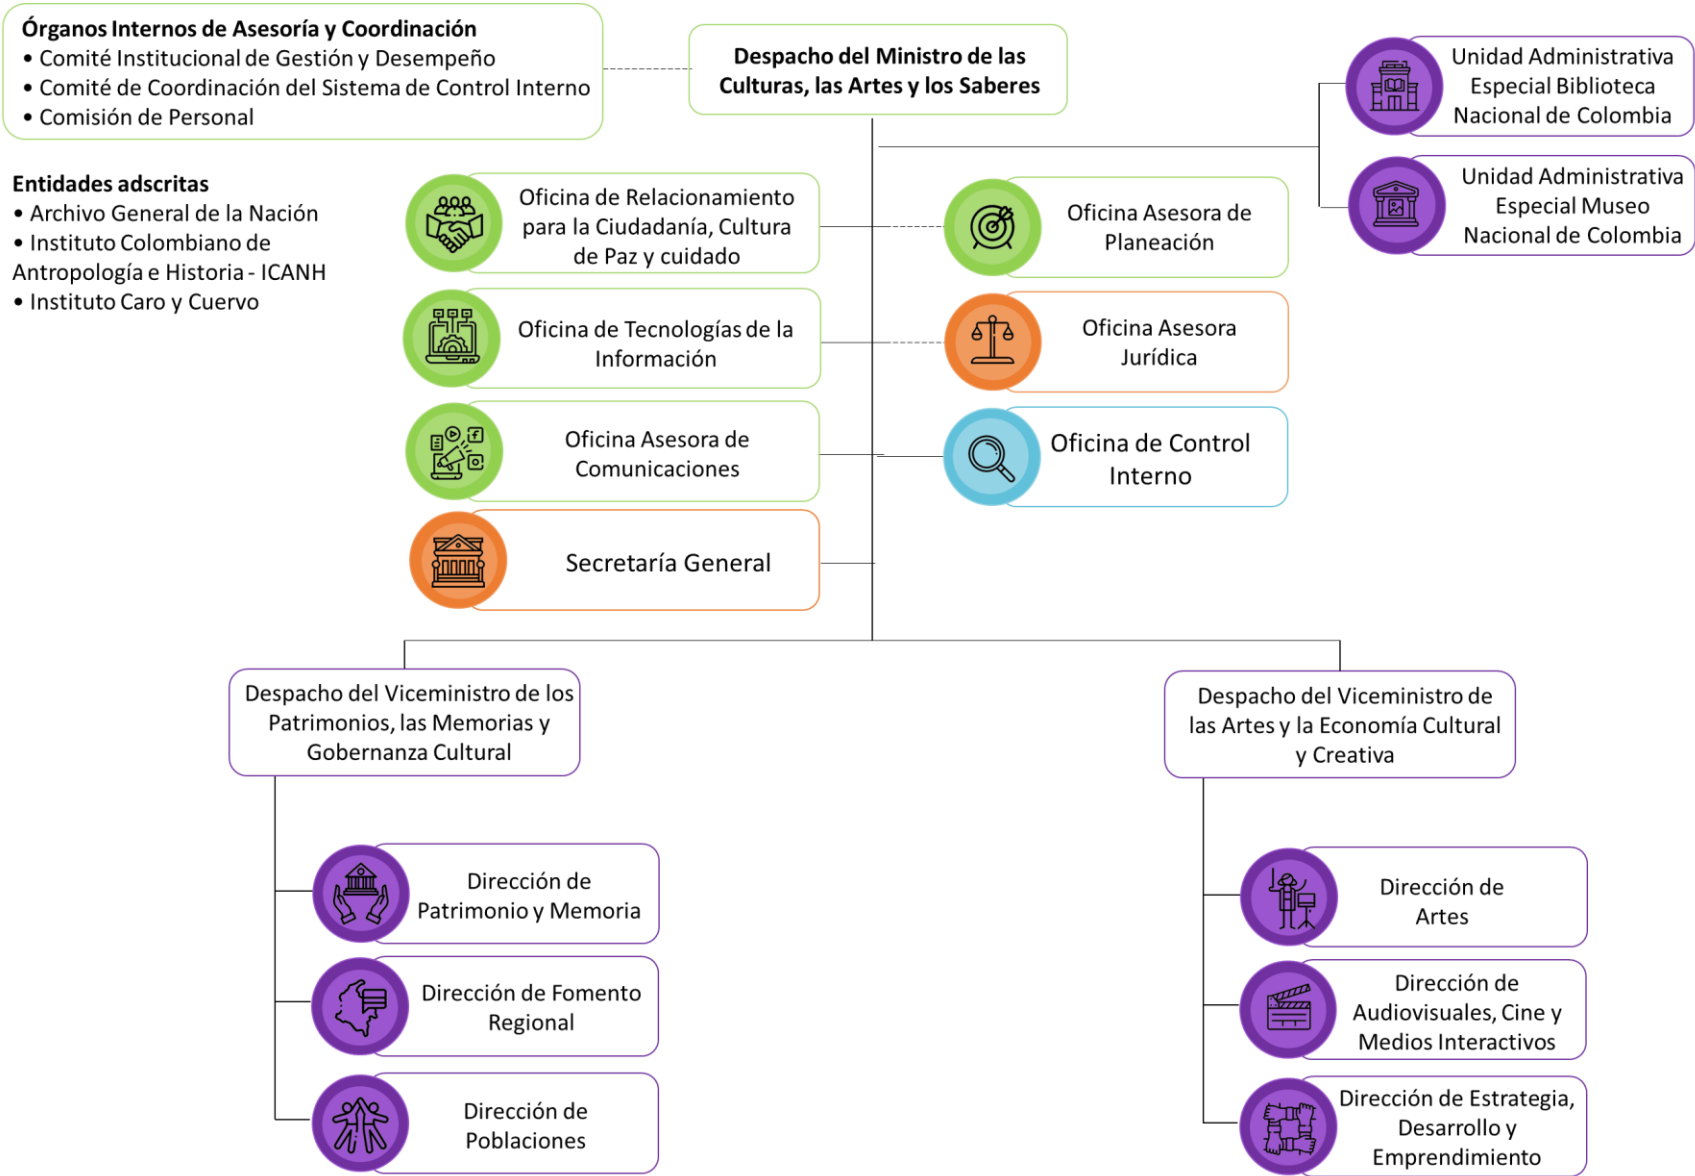 Órganos Internos de Asesoría y Coordinación
• Comité Institucional de Gestión y Desempeño
• Comité de Coordinación del Sistema de Control Interno
• Comisión de Personal
Despacho del Ministro de las
Culturas, las Artes y los Saberes
Unidad Administrativa
Especial Biblioteca
Nacional de Colombia
Unidad Administrativa
Especial Museo
Nacional de Colombia
Entidades adscritas
• Archivo General de la Nación
• Instituto Colombiano de
Antropología e Historia - ICANH
• Instituto Caro y Cuervo
Oficina de Relacionamiento
para la Ciudadanía, Cultura
de Paz y cuidado
Oficina Asesora de
Planeación
Oficina de Tecnologías de la
Información
Oficina Asesora
Jurídica
Oficina Asesora de
Comunicaciones
Oficina de Control
Interno
Secretaría General
Despacho del Viceministro de los
Patrimonios, las Memorias y
Gobernanza Cultural
Despacho del Viceministro de
las Artes y la Economía Cultural
y Creativa
Dirección de
Patrimonio y Memoria
Dirección de Fomento
Regional
Dirección de
Poblaciones
Dirección de
Artes
Dirección de
Audiovisuales, Cine y
Medios Interactivos
Dirección de Estrategia,
Desarrollo y
Emprendimiento